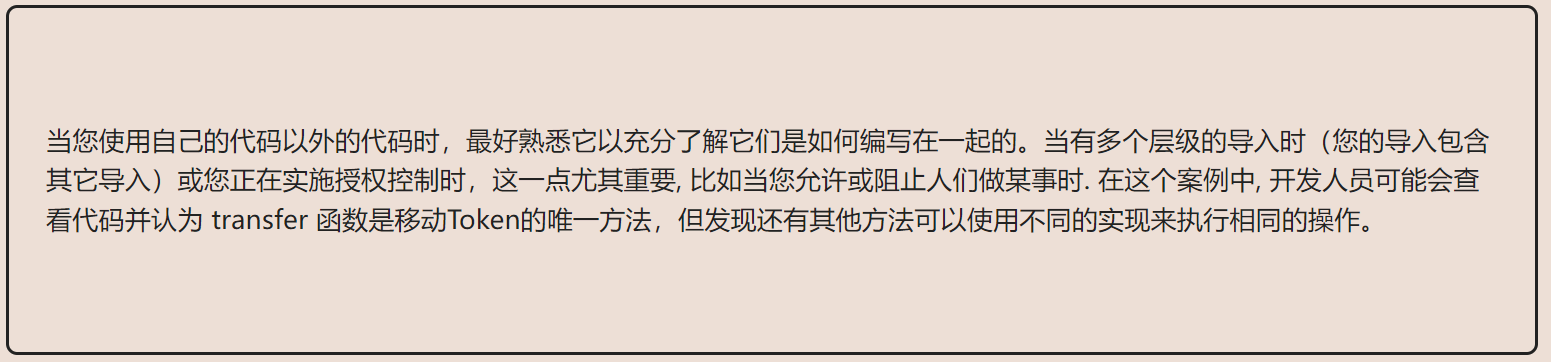 当您使用自己的代码以外的代码时，最好熟悉它以充分了解它们是如何编写在一起的。当有多个层级的导入时（您的导入包含
其它导入）或您正在实施授权控制时，这一点尤其重要, 比如当您允许或阻止人们做某事时. 在这个案例中, 开发人员可能会查
看代码并认为 transfer 函数是移动Token的唯一方法，但发现还有其他方法可以使用不同的实现来执行相同的操作。